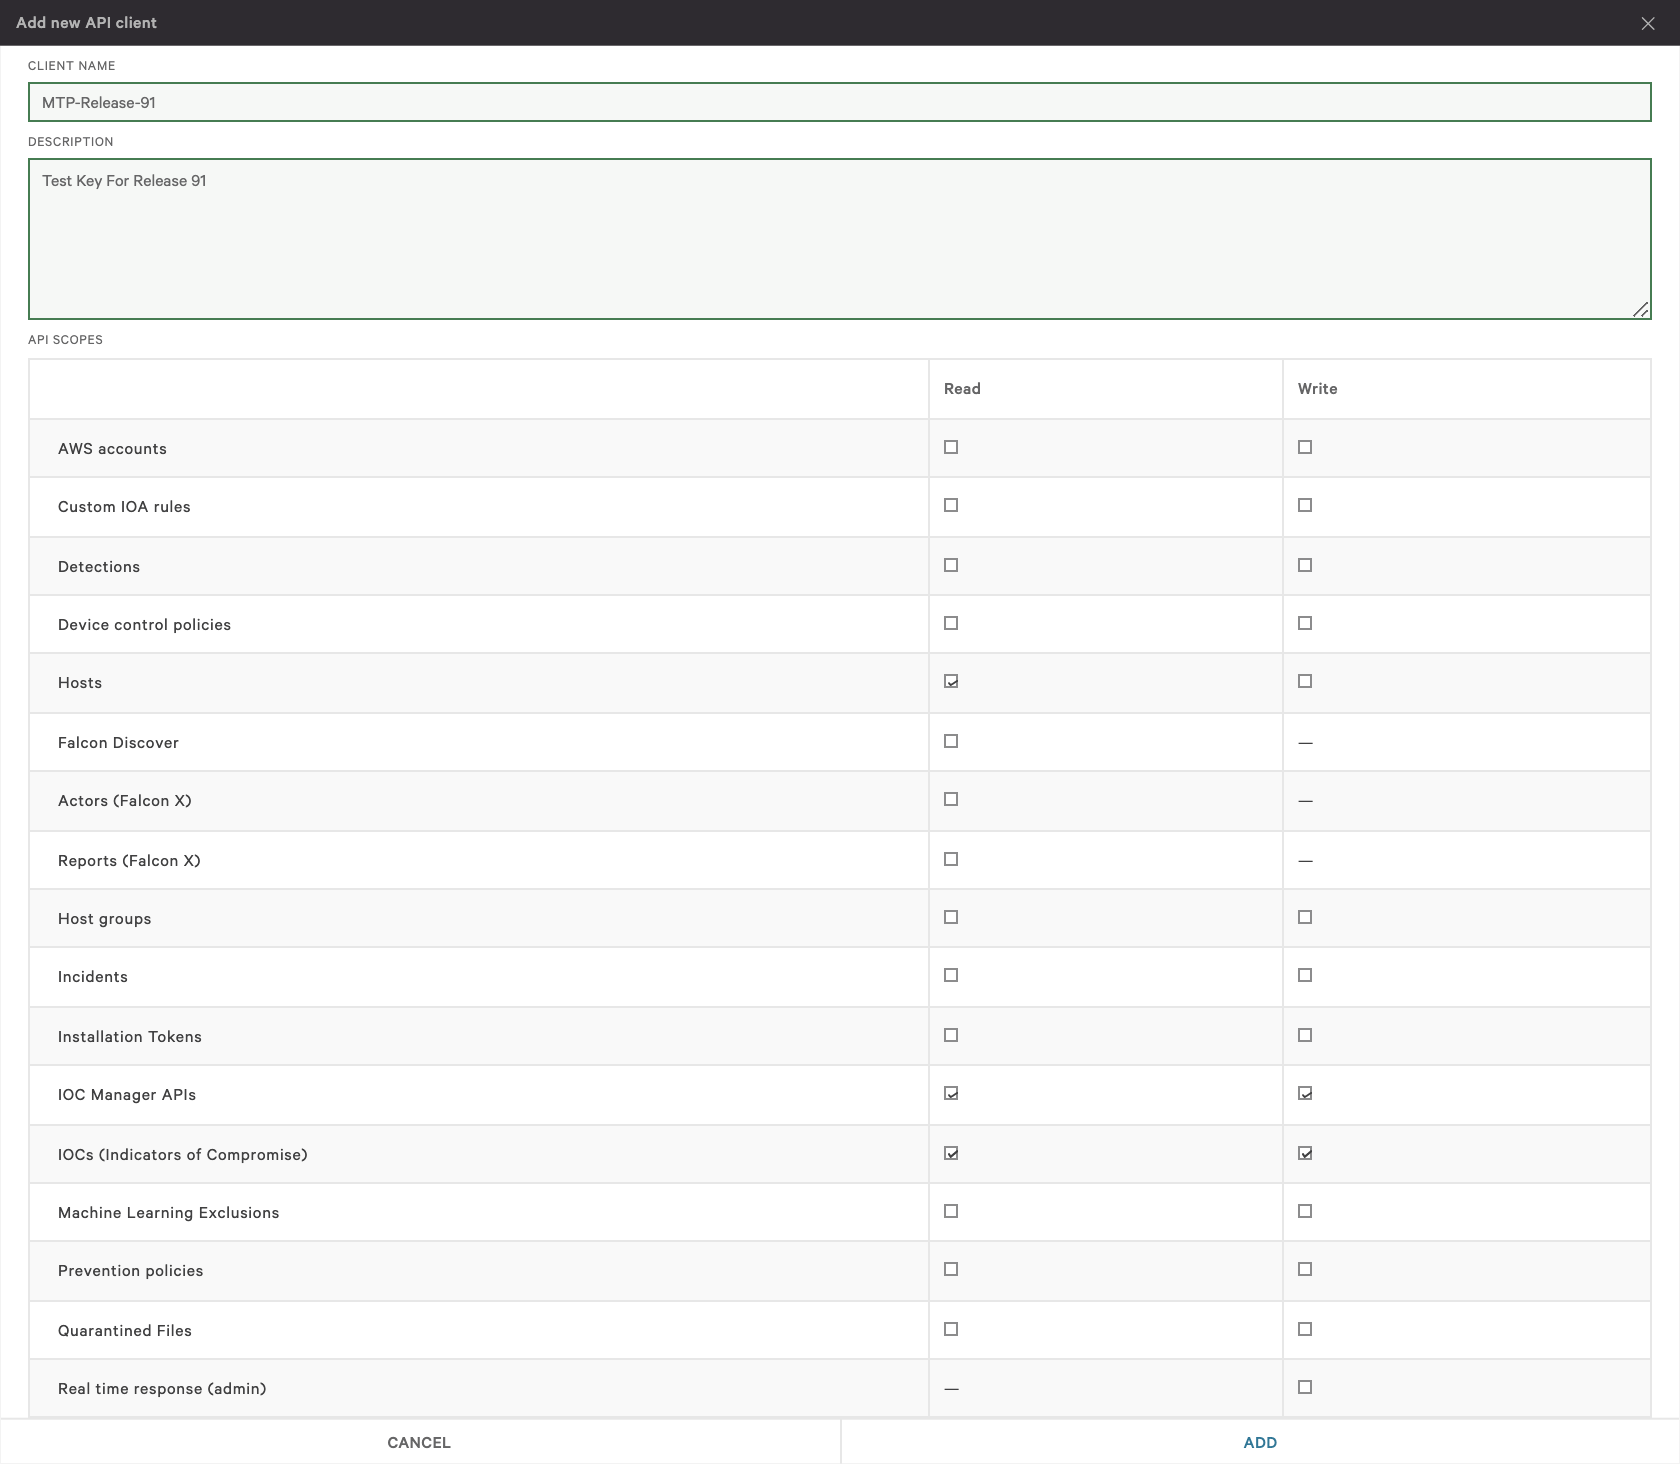 Add new API client
CLIENT NAME
MTP-Release-91
DESCRIPTION
Test Key For Release 91
API SCOPES
Read Write
AWS accounts
Custom IOA rules
Detections
Device control policies
Hosts
Falcon Discover —
Actors (Falcon X) —
Reports (Falcon X) —
Host groups
Incidents
Installation Tokens
IOC Manager APIs
IOCs (Indicators of Compromise)
Machine Learning Exclusions
Prevention policies
Quarantined Files
Real time response (admin) —
CANCEL ADD